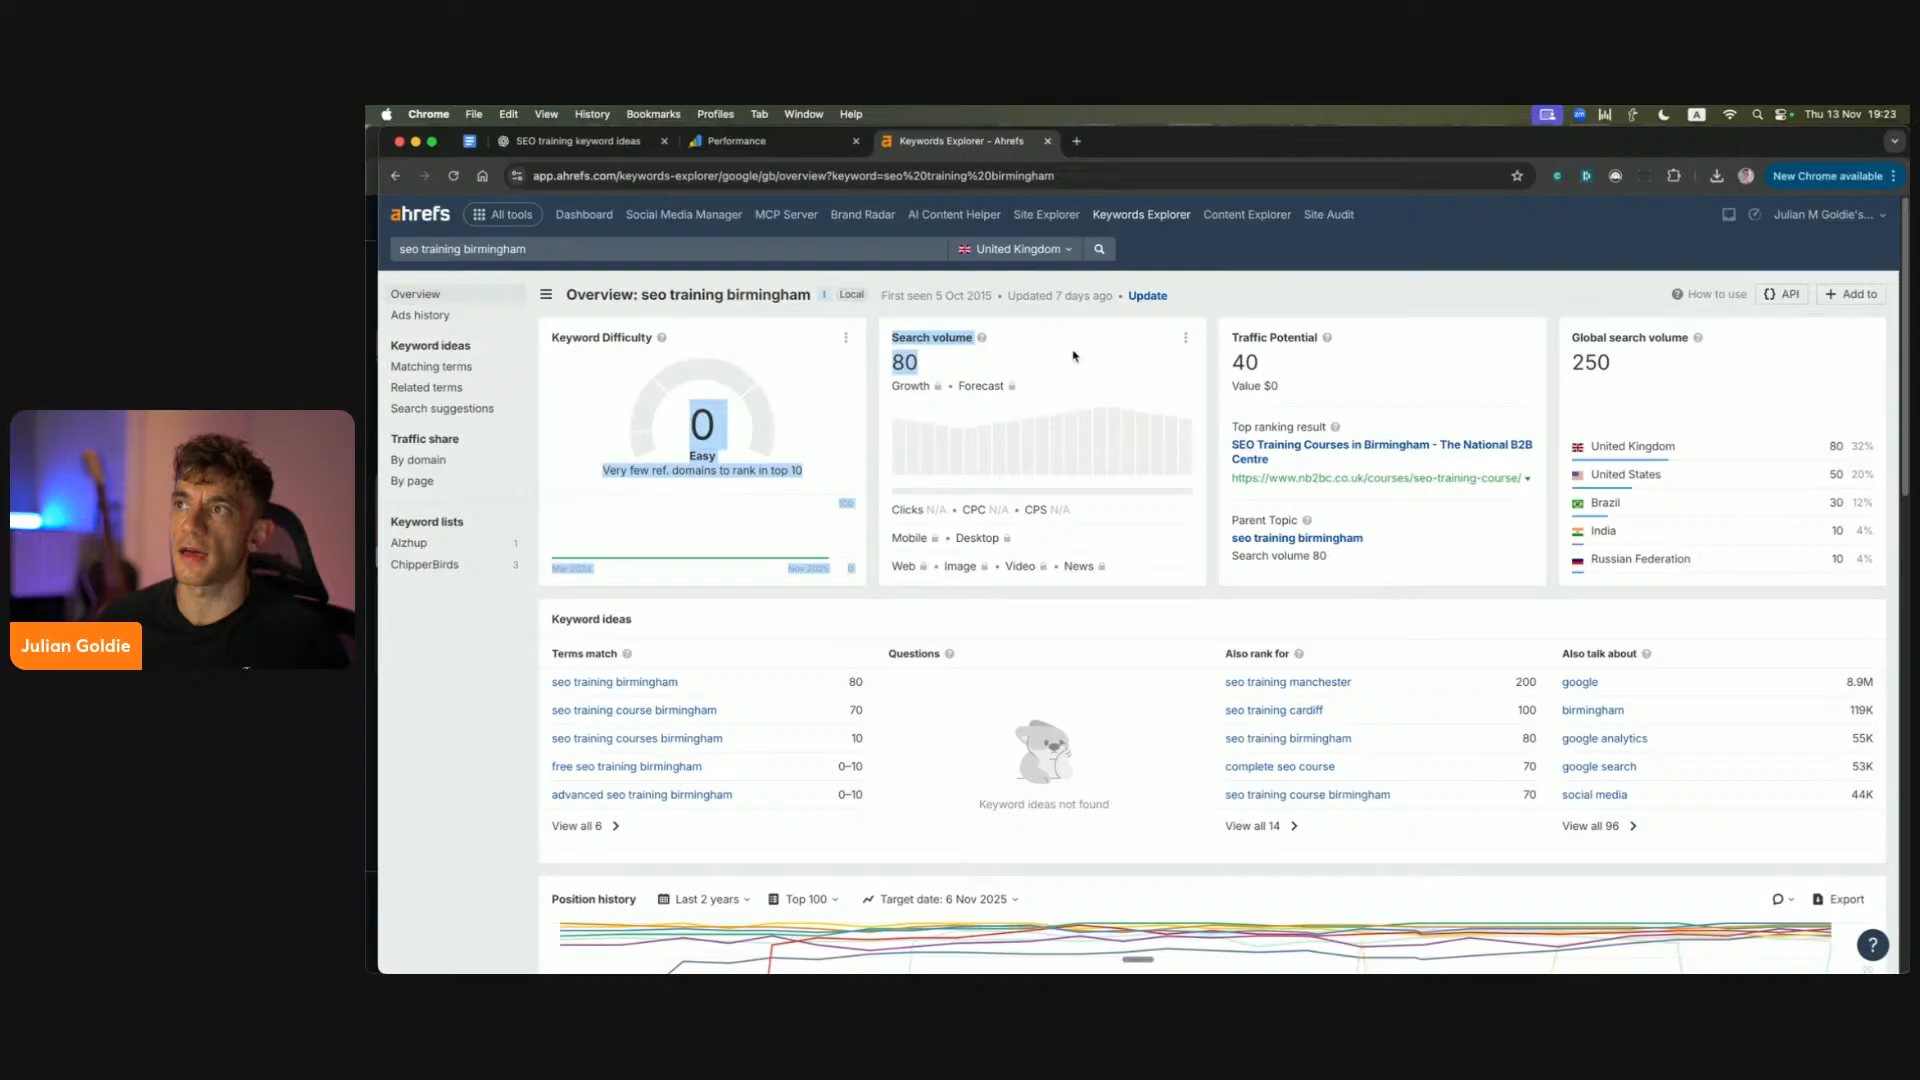 Chrome File Edit View History Bookmarks Profiles Tab Window Help
A
Thu 13 Nov 19:23
SEO training keyword ideas
Performance
Keywords Explorer - Ahrefs
app.ahrefs.com/keywords-explorer/google/gb/overview?keyword=seo%20training%20birmingham
New Chrome available
ahrefs
All tools
Dashboard
Social Media Manager
MCP Server
Brand Radar
AI Content Helper
Site Explorer
Keywords Explorer
Content Explorer
Site Audit
Julian M Goldie's...
seo training birmingham
United Kingdom
Overview
Ads history
Keyword ideas
Matching terms
Related terms
Search suggestions
Traffic share
By domain
By page
Keyword lists
AIzhup 1
ChipperBirds 3
Overview: seo training birmingham
I
Local
First seen 5 Oct 2015 • Updated 7 days ago • Update
How to use
{} API
+ Add to
Keyword Difficulty
0
Easy
Very few ref. domains to rank in top 10
100
Mar 2024
Nov 2025
0
Search volume
80
Growth • Forecast
Clicks N/A • CPC N/A • CPS N/A
Mobile • Desktop
Web • Image • Video • News
Traffic Potential
40
Value $0
Top ranking result
SEO Training Courses in Birmingham - The National B2B
Centre
https://www.nb2bc.co.uk/courses/seo-training-course/
Parent Topic
seo training birmingham
Search volume 80
Global search volume
250
United Kingdom 80 32%
United States 50 20%
Brazil 30 12%
India 10 4%
Russian Federation 10 4%
Keyword ideas
Terms match
seo training birmingham 80
seo training course birmingham 70
seo training courses birmingham 10
free seo training birmingham 0–10
advanced seo training birmingham 0–10
View all 6
Questions
Keyword ideas not found
Also rank for
seo training manchester 200
seo training cardiff 100
seo training birmingham 80
complete seo course 70
seo training course birmingham 70
View all 14
Also talk about
google 8.9M
birmingham 119K
google analytics 55K
google search 53K
social media 44K
View all 96
Position history
Last 2 years
Top 100
Target date: 6 Nov 2025
Export
?
Julian Goldie